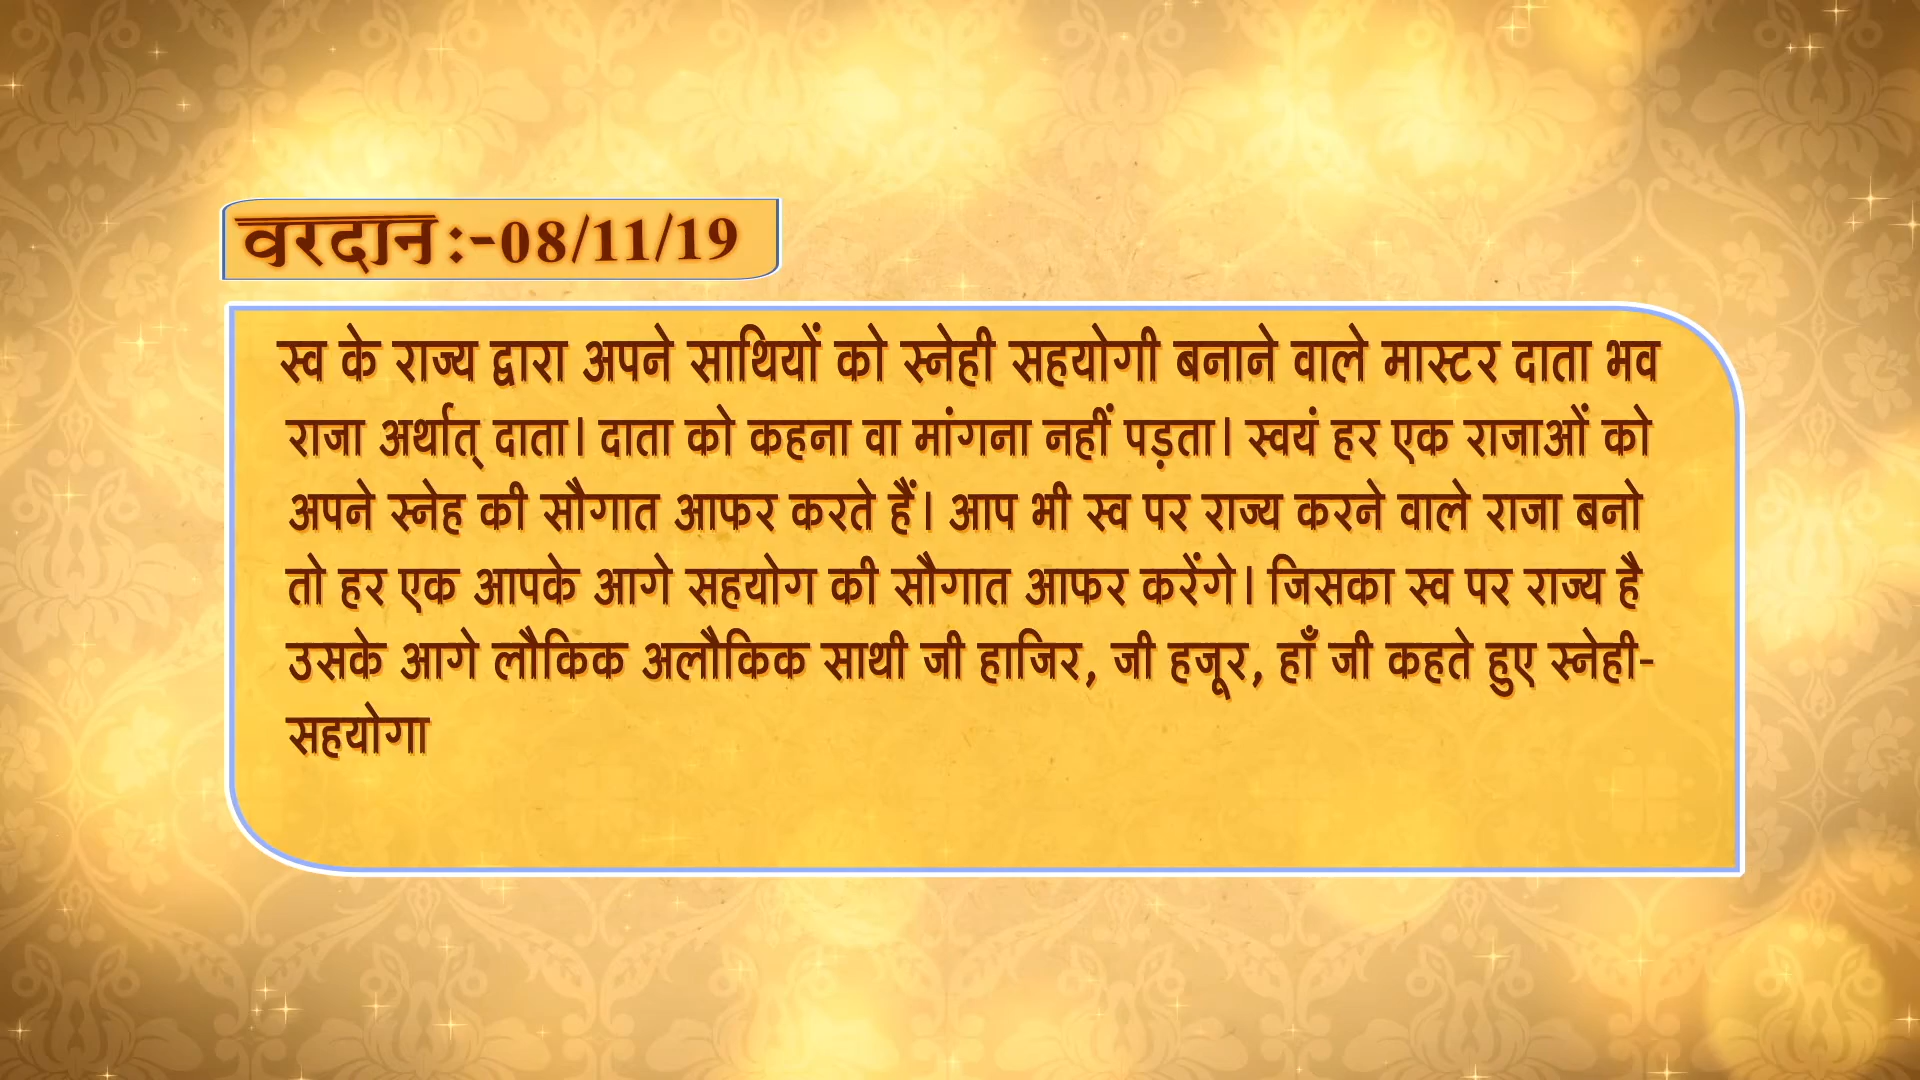 वरदान:-08/11/19
स्व के राज्य द्वारा अपने साथियों को स्नेही सहयोगी बनाने वाले मास्टर दाता भव
राजा अर्थात् दाता। दाता को कहना वा मांगना नहीं पड़ता। स्वयं हर एक राजाओं को
अपने स्नेह की सौगात आफर करते हैं। आप भी स्व पर राज्य करने वाले राजा बनो
तो हर एक आपके आगे सहयोग की सौगात आफर करेंगे। जिसका स्व पर राज्य है
उसके आगे लौकिक अलौकिक साथी जी हाजिर, जी हजूर, हाँ जी कहते हुए स्नेही-
सहयोगा